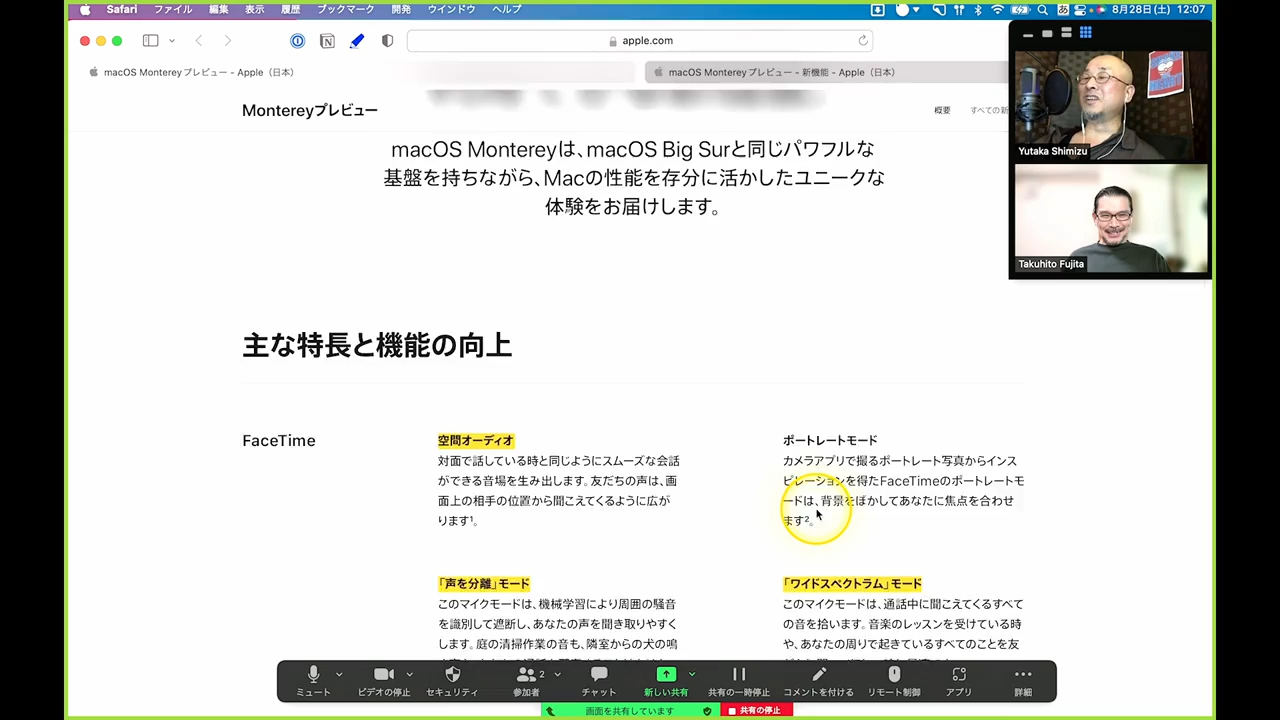 Safari ファイル 編集 表示 履歴 ブックマーク 開発 ウインドウ ヘルプ
あ 8月28日(土) 12:07
apple.com
macOS Montereyプレビュー - Apple（日本）
macOS Montereyプレビュー - 新機能 - Apple（日本）
Montereyプレビュー
概要 すべての新
macOS Montereyは、macOS Big Surと同じパワフルな
基盤を持ちながら、Macの性能を存分に活かしたユニークな
体験をお届けします。
Yutaka Shimizu
Takuhito Fujita
主な特長と機能の向上
FaceTime
空間オーディオ
対面で話している時と同じようにスムーズな会話
ができる音場を生み出します。友だちの声は、画
面上の相手の位置から聞こえてくるように広が
ります¹。
ポートレートモード
カメラアプリで撮るポートレート写真からインス
ピレーションを得たFaceTimeのポートレートモ
ードは、背景をぼかしてあなたに焦点を合わせ
ます²。
「声を分離」モード
このマイクモードは、機械学習により周囲の騒音
を識別して遮断し、あなたの声を聞き取りやすく
します。庭の清掃作業の音も、隣室からの犬の鳴
「ワイドスペクトラム」モード
このマイクモードは、通話中に聞こえてくるすべて
の音を拾います。音楽のレッスンを受けている時
や、あなたの周りで起きているすべてのことを友
2
ミュート ビデオの停止 セキュリティ 参加者 チャット 新しい共有 共有の一時停止 コメントを付ける リモート制御 アプリ 詳細
画面を共有しています 共有の停止